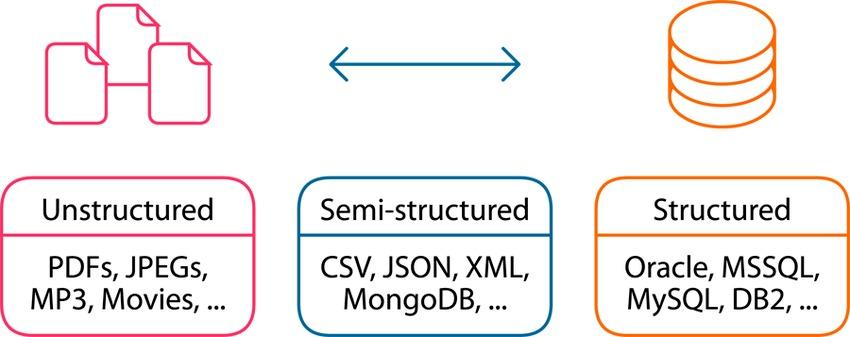 Unstructured
PDFs, JPEGs,
MP3, Movies, ...
Semi-structured
CSV, JSON, XML,
MongoDB, ...
Structured
Oracle, MSSQL,
MySQL, DB2, ...